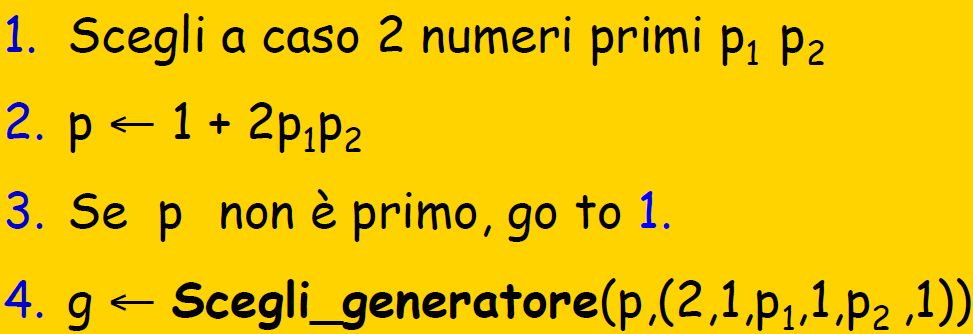 1. Scegli a caso 2 numeri primi p₁ p₂
2. p ← 1 + 2p₁p₂
3. Se p non è primo, go to 1.
4. g ← Scegli_generatore(p,(2,1,p₁,1,p₂ ,1))